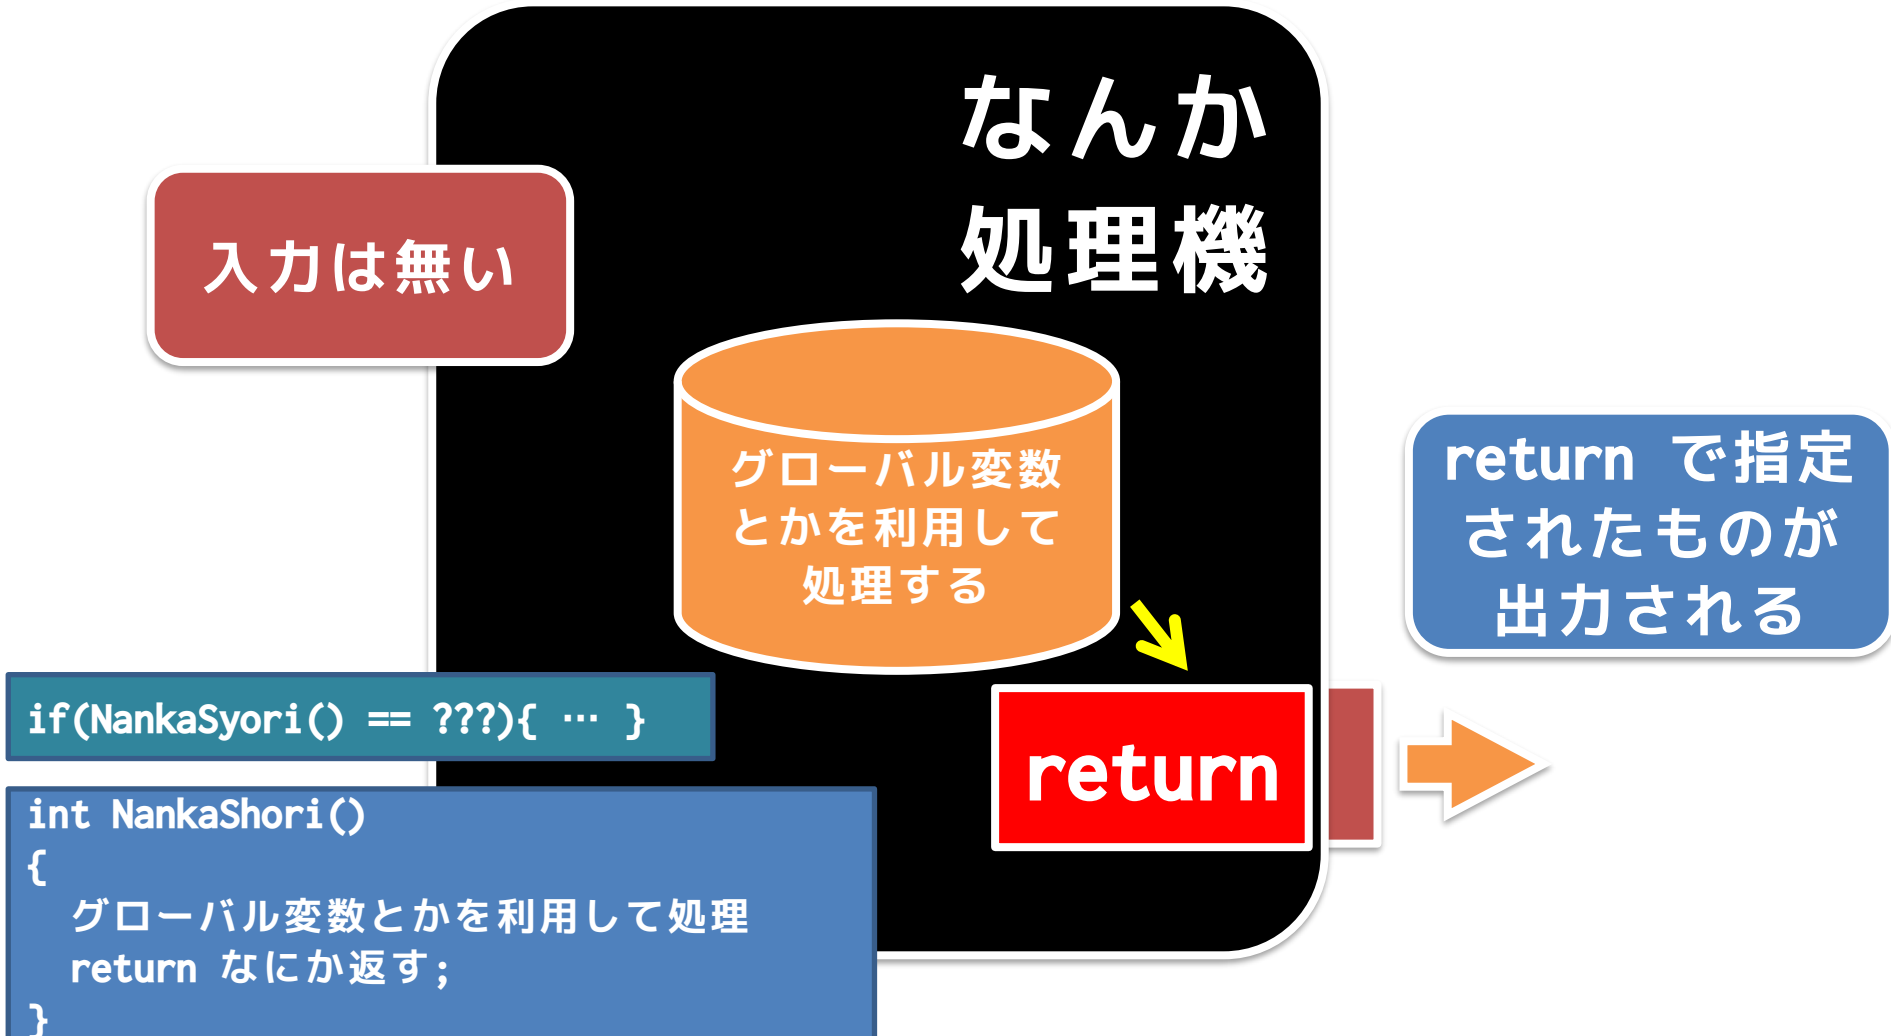 なんか
処理機
入力は無い
グローバル変数
とかを利用して
処理する
return で指定
されたものが
出力される
return
if(NankaSyori() == ???){ … }
int NankaShori()
{
グローバル変数とかを利用して処理
return なにか返す;
}